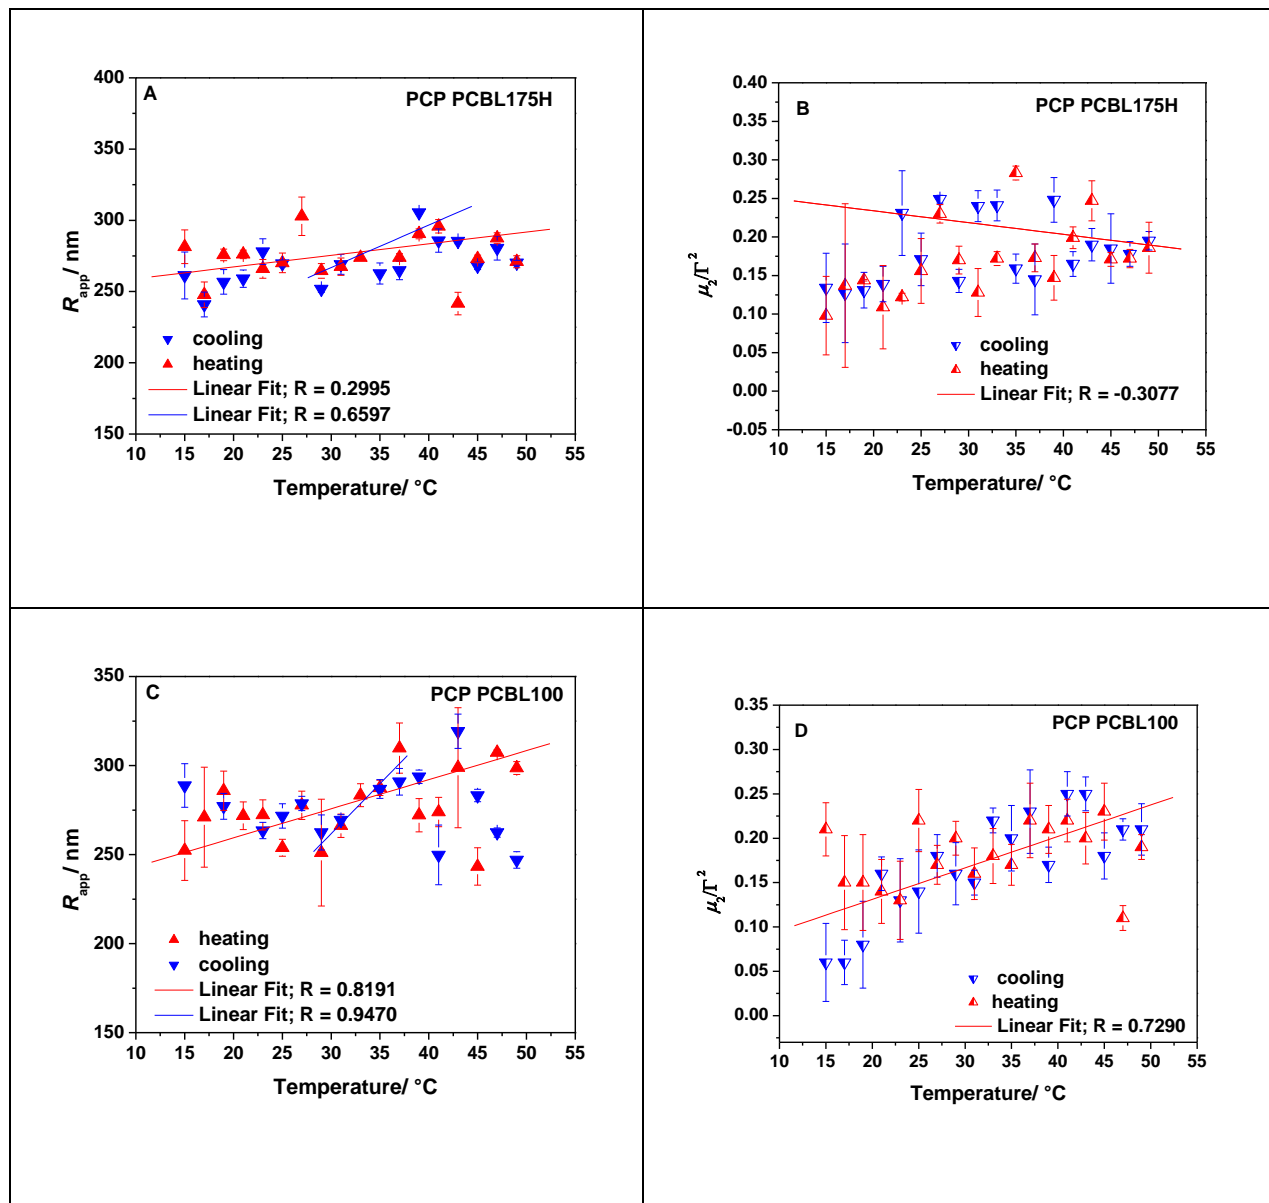 A
PCP PCBL175H
400
350
300
250
250
200
150
R_app/ nm
cooling
heating
Linear Fit; R = 0.2995
Linear Fit; R = 0.6597
10 15 20 25 30 35 40 45 50 55
Temperature/ °C
B
PCP PCBL175H
0.40
0.35
0.30
0.25
0.20
0.15
0.10
0.05
0.00
-0.05
μ₂/Γ²
cooling
heating
Linear Fit; R = -0.3077
10 15 20 25 30 35 40 45 50 55
Temperature/ °C
C
PCP PCBL100
350
300
250
250
150
R_app/ nm
heating
cooling
Linear Fit; R = 0.8191
Linear Fit; R = 0.9470
10 15 20 25 30 35 40 45 50 55
Temperature/ °C
D
PCP PCBL100
0.35
0.30
0.25
0.20
0.15
0.10
0.05
0.00
μ₂/Γ²
cooling
heating
Linear Fit; R = 0.7290
10 15 20 25 30 35 40 45 50 55
Temperature/ °C